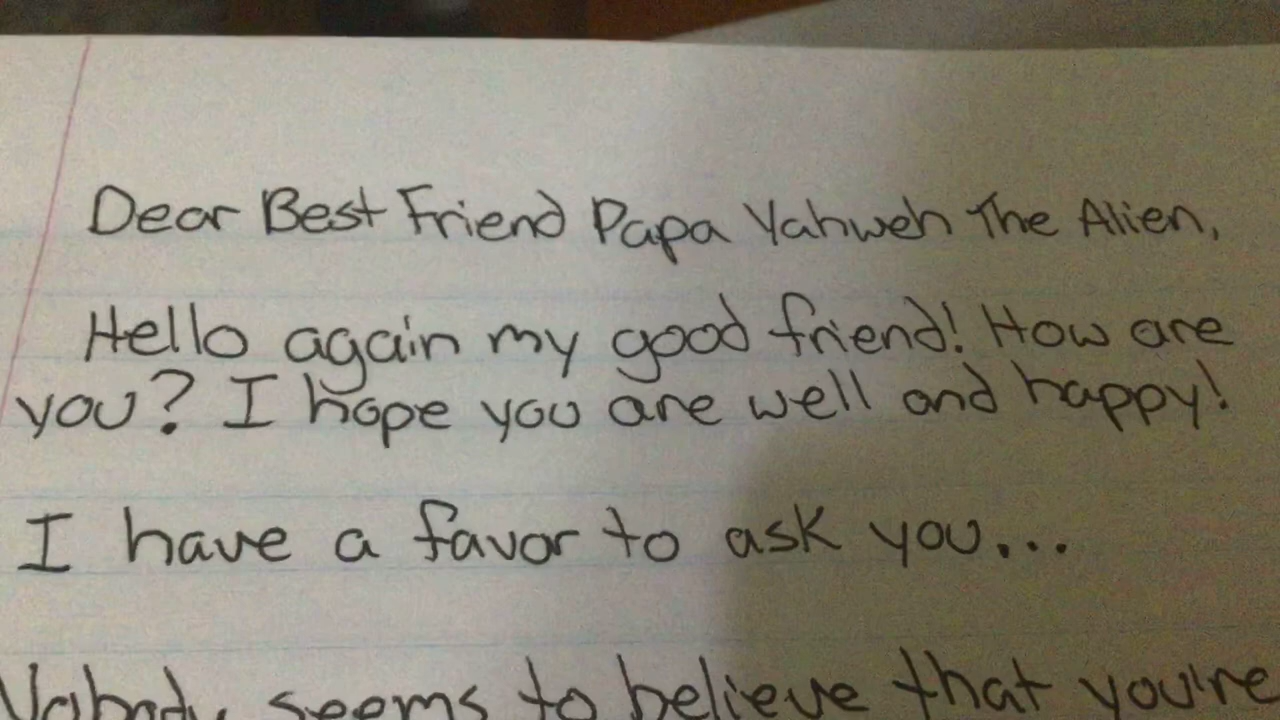 Dear Best Friend Papa Yahweh The Alien,
Hello again my good friend! How are
you? I hope you are well and happy!
I have a favor to ask you...
Nobody seems to believe that you're